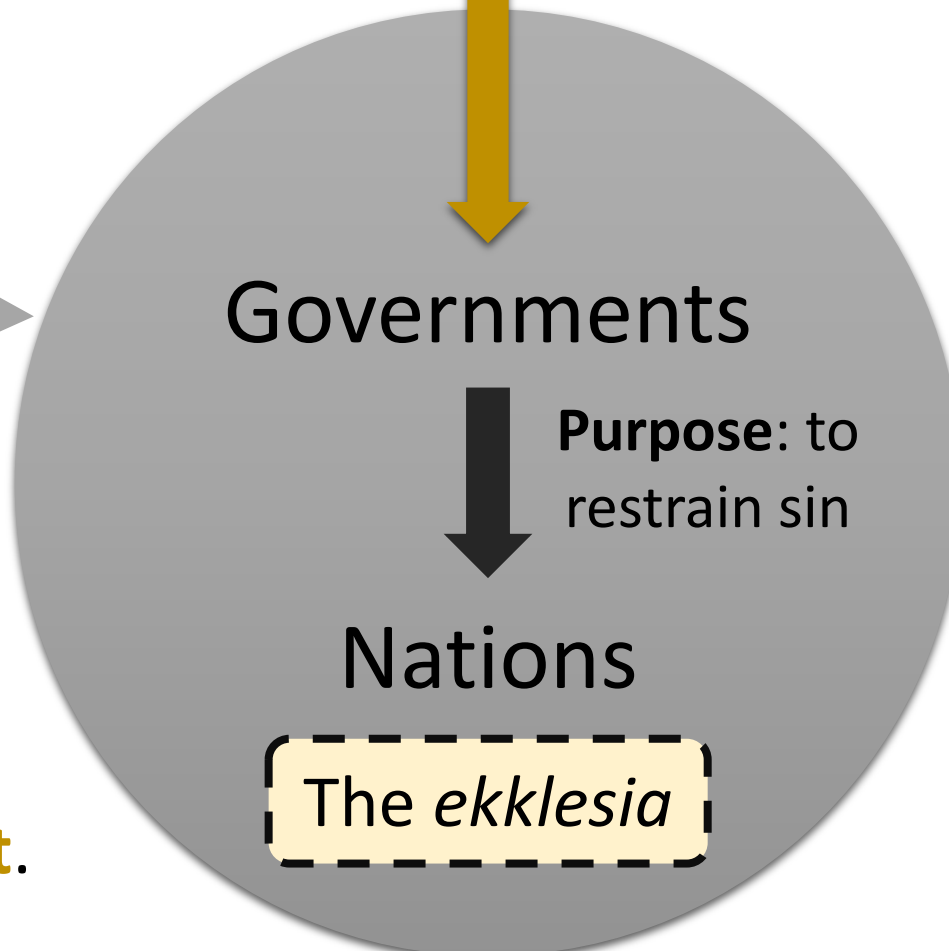 Governments
Purpose: to
restrain sin
Nations
The ekklesia
t.